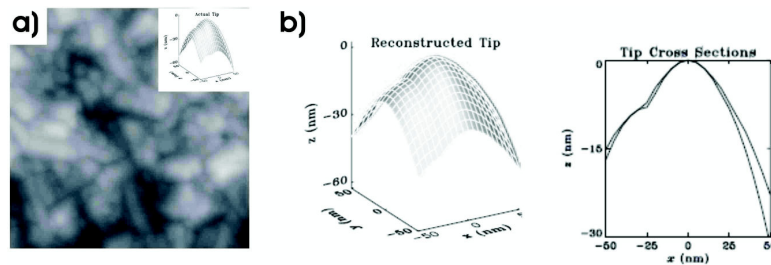 a)
Actual Tip
b)
Reconstructed Tip
0
-30
-60
z (nm)
50
0
-50
y (nm)
-50
0
x (nm)
Tip Cross Sections
0
-15
-30
z (nm)
-50
-25
0
25
x (nm)